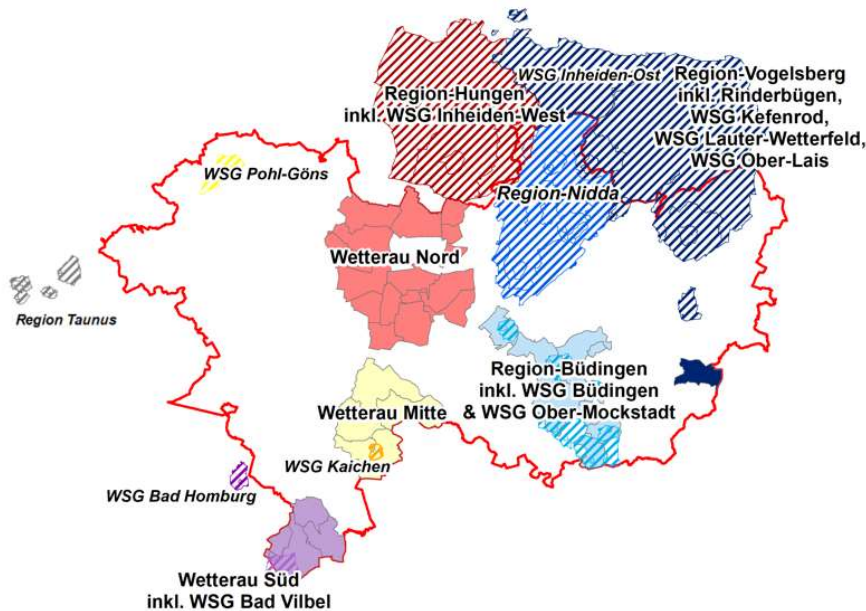 WSG Inheiden-Ost
Region-Hungen
inkl. WSG Inheiden-West
Region-Vogelsberg
inkl. Rinderbügen,
WSG Kefenrod,
WSG Lauter-Wetterfeld,
WSG Ober-Lais
WSG Pohl-Göns
Region-Nidda
Wetterau Nord
Region Taunus
Region-Büdingen
inkl. WSG Büdingen
& WSG Ober-Mockstadt
Wetterau Mitte
WSG Kaichen
WSG Bad Homburg
Wetterau Süd
inkl. WSG Bad Vilbel